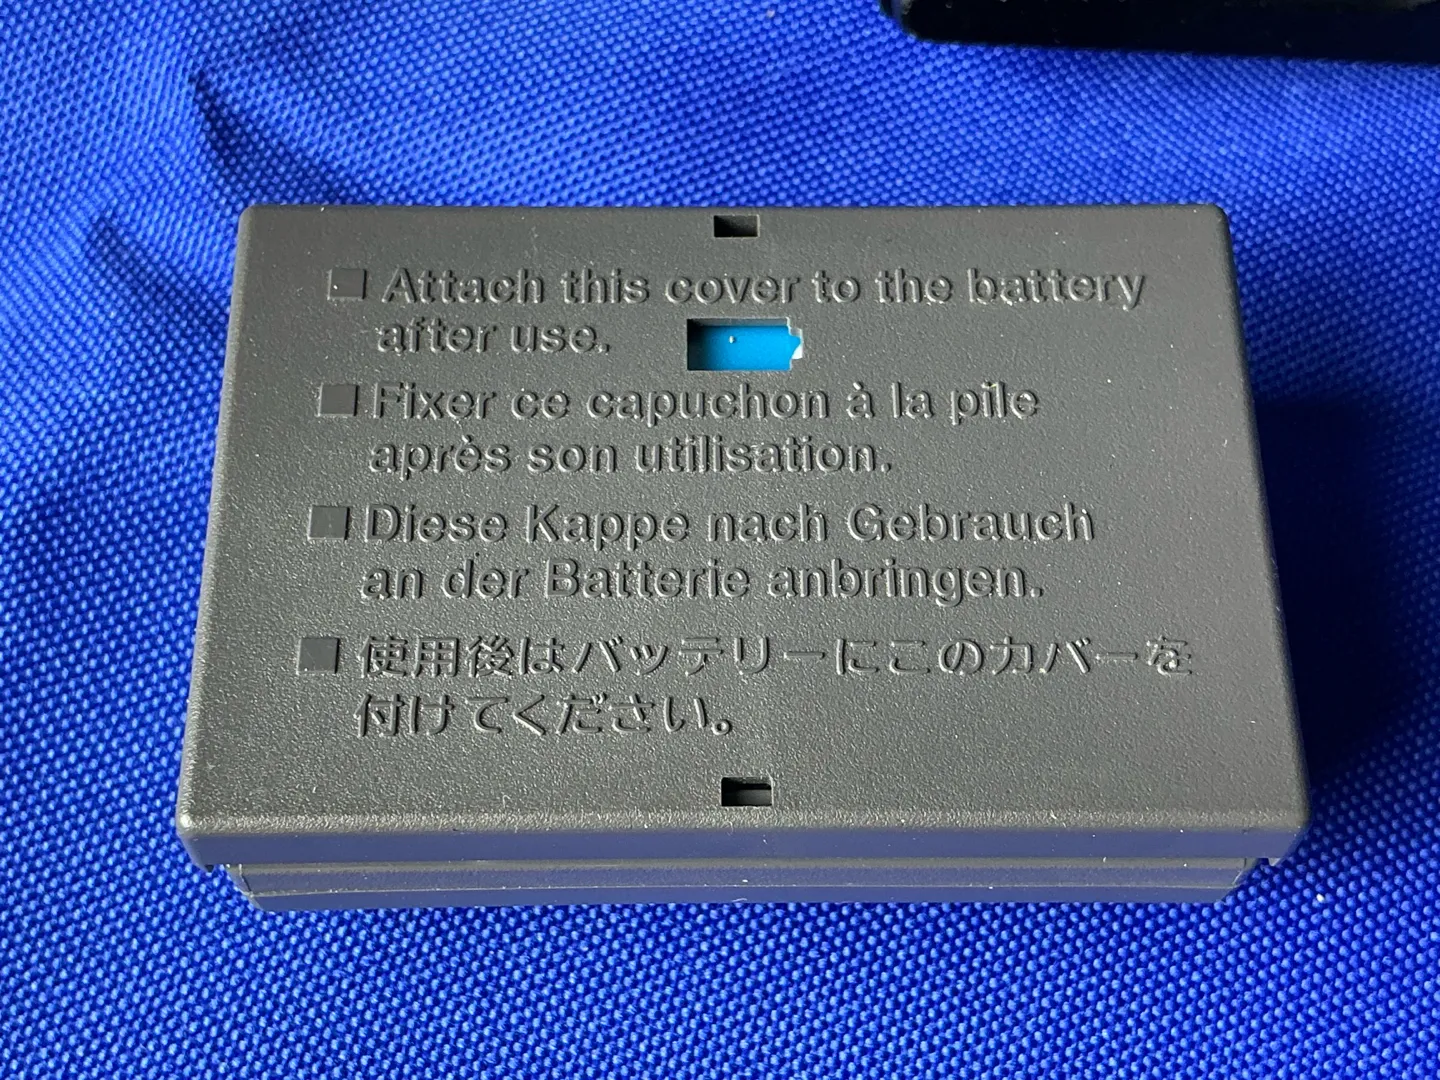 ■ Attach this cover to the battery
after use.
■ Fixer ce capuchon à la pile
après son utilisation.
■ Diese Kappe nach Gebrauch
an der Batterie anbringen.
■ 使用後はバッテリーにこのカバーを
付けてください。